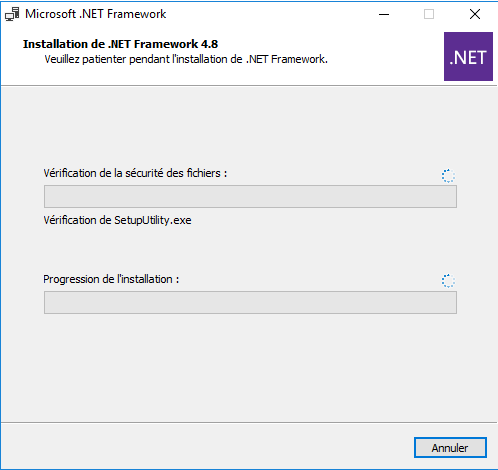 Microsoft .NET Framework
Installation de .NET Framework 4.8
Veuillez patienter pendant l'installation de .NET Framework.
.NET
Vérification de la sécurité des fichiers :
Vérification de SetupUtility.exe
Progression de l'installation :
Annuler